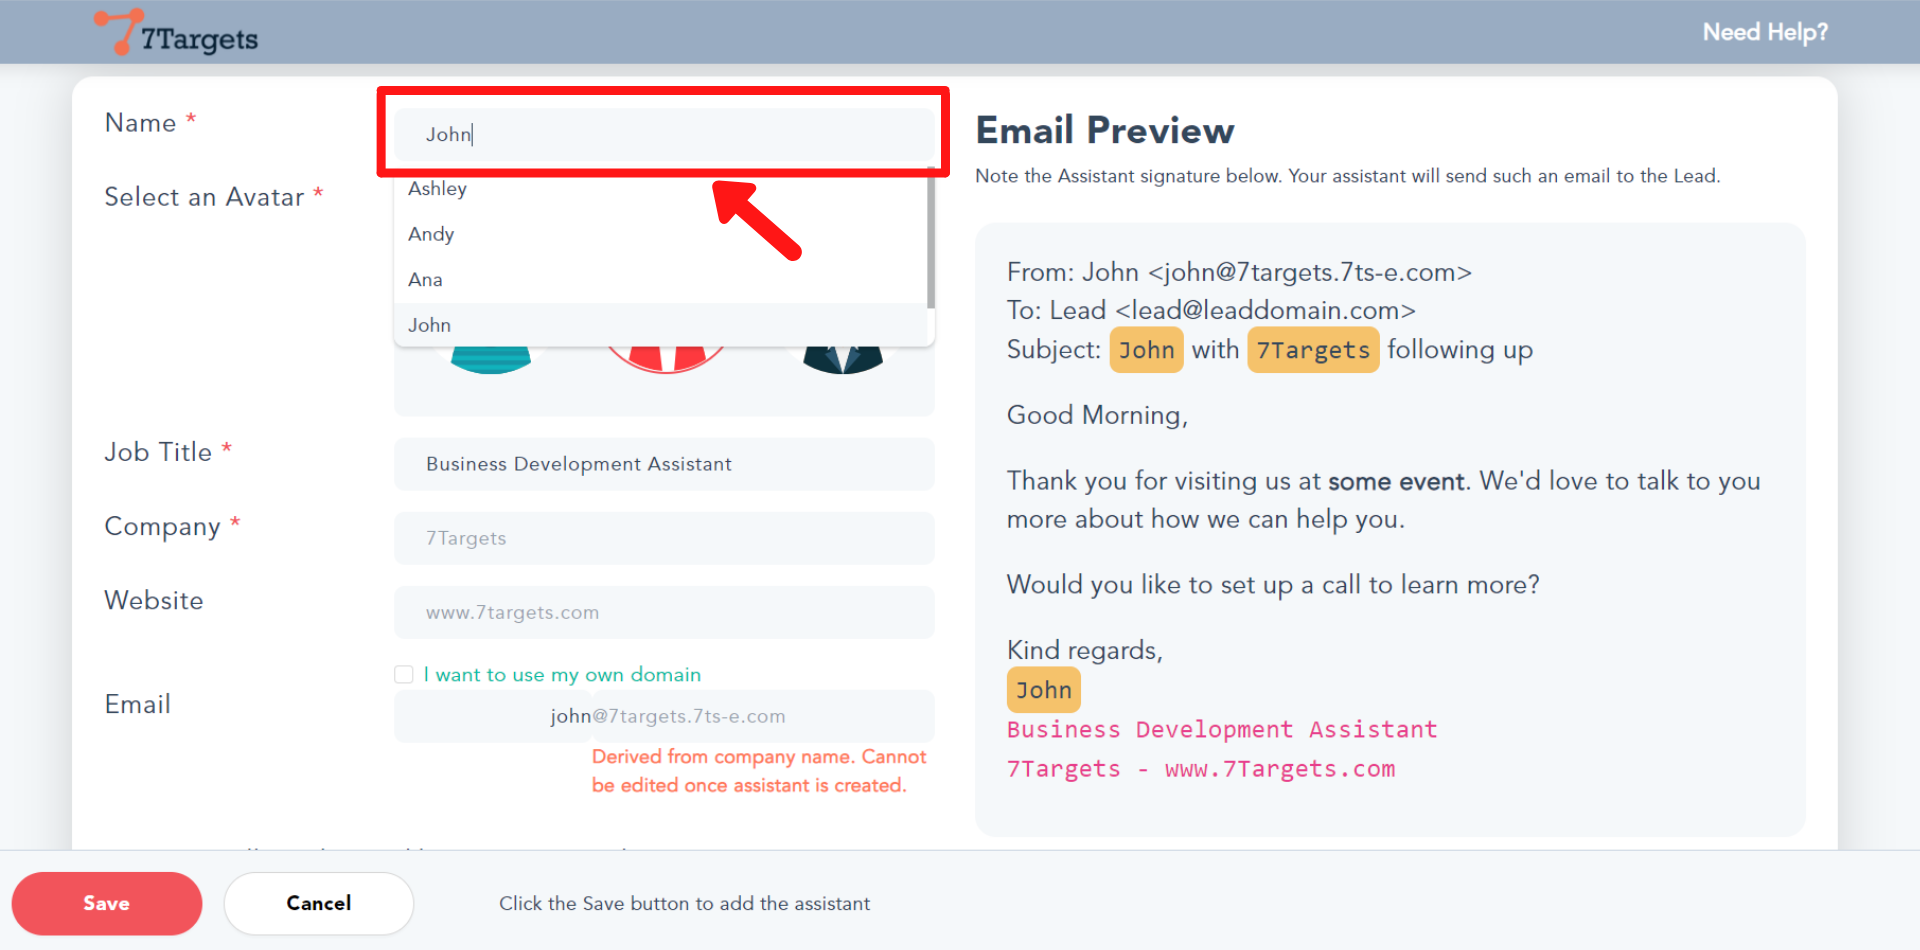 7Targets
Need Help?
Name *
John
Select an Avatar *
Ashley
Andy
Ana
John
Job Title *
Business Development Assistant
Company *
7Targets
Website
www.7targets.com
I want to use my own domain
Email
john@7targets.7ts-e.com
Derived from company name. Cannot
be edited once assistant is created.
Email Preview
Note the Assistant signature below. Your assistant will send such an email to the Lead.
From: John <john@7targets.7ts-e.com>
To: Lead <lead@leaddomain.com>
Subject: John with 7Targets following up
Good Morning,
Thank you for visiting us at some event. We'd love to talk to you
more about how we can help you.
Would you like to set up a call to learn more?
Kind regards,
John
Business Development Assistant
7Targets - www.7Targets.com
Save
Cancel
Click the Save button to add the assistant